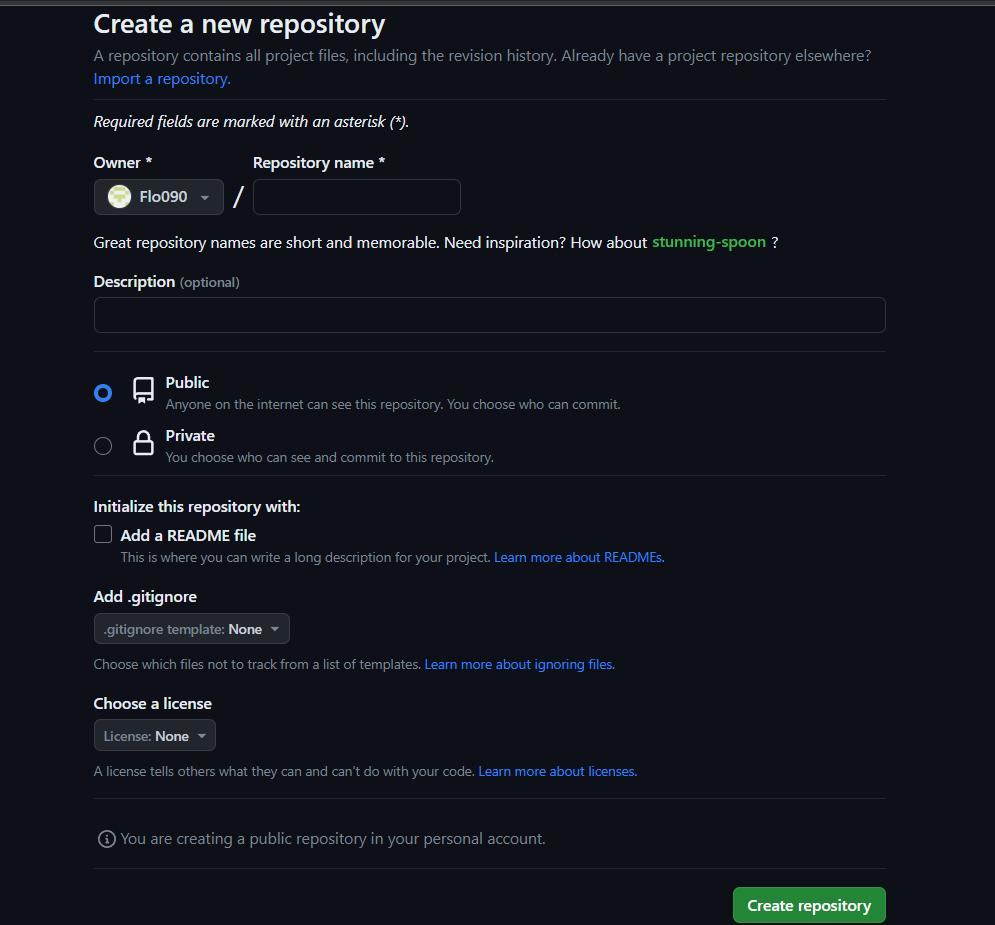 Create a new repository
A repository contains all project files, including the revision history. Already have a project repository elsewhere?
Import a repository.
Required fields are marked with an asterisk (*).
Owner * Repository name *
Flo090 /
Great repository names are short and memorable. Need inspiration? How about stunning-spoon ?
Description (optional)
Public
Anyone on the internet can see this repository. You choose who can commit.
Private
You choose who can see and commit to this repository.
Initialize this repository with:
Add a README file
This is where you can write a long description for your project. Learn more about READMEs.
Add .gitignore
.gitignore template: None
Choose which files not to track from a list of templates. Learn more about ignoring files.
Choose a license
License: None
A license tells others what they can and can't do with your code. Learn more about licenses.
You are creating a public repository in your personal account.
Create repository